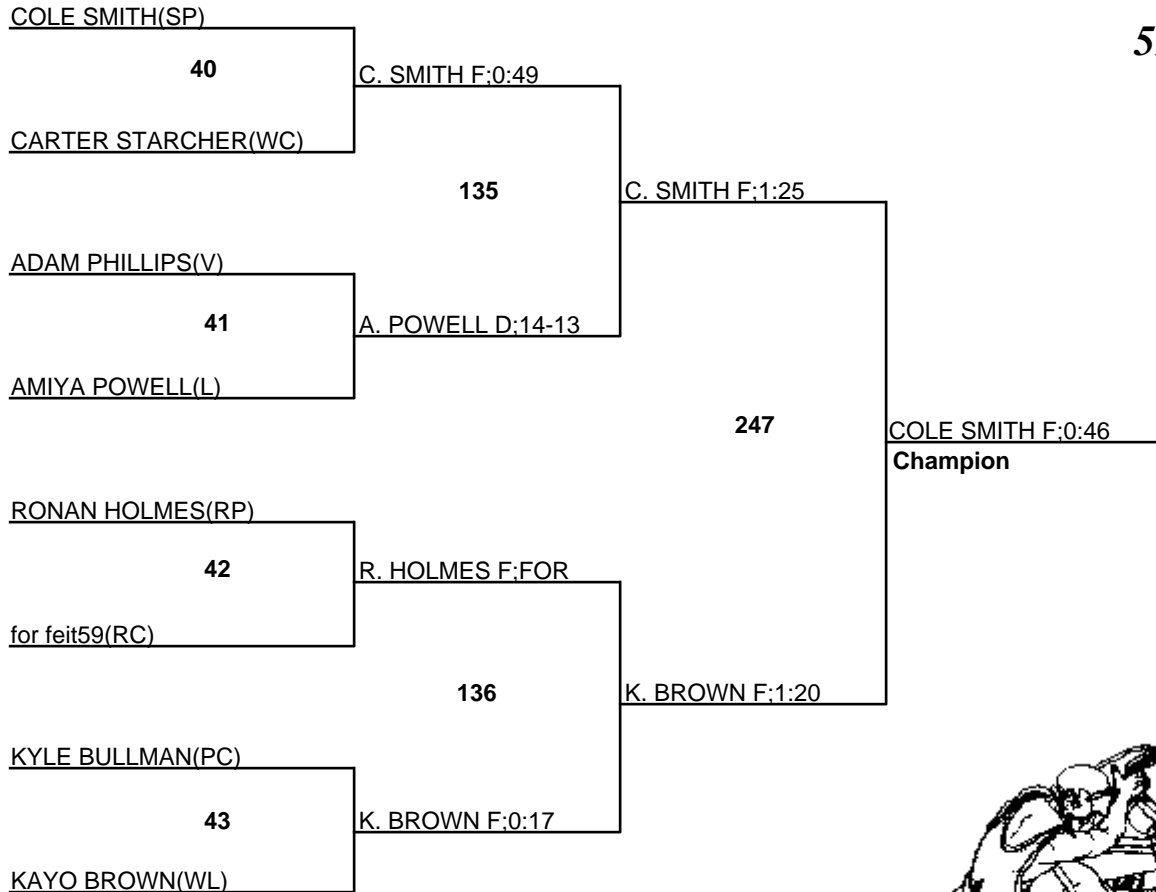 COLE SMITH(SP)
40
C. SMITH F;0:49
CARTER STARCHER(WC)
135
C. SMITH F;1:25
ADAM PHILLIPS(V)
41
A. POWELL D;14-13
AMIYA POWELL(L)
247
COLE SMITH F;0:46
Champion
RONAN HOLMES(RP)
42
R. HOLMES F;FOR
for feit59(RC)
136
K. BROWN F;1:20
KYLE BULLMAN(PC)
43
K. BROWN F;0:17
KAYO BROWN(WL)